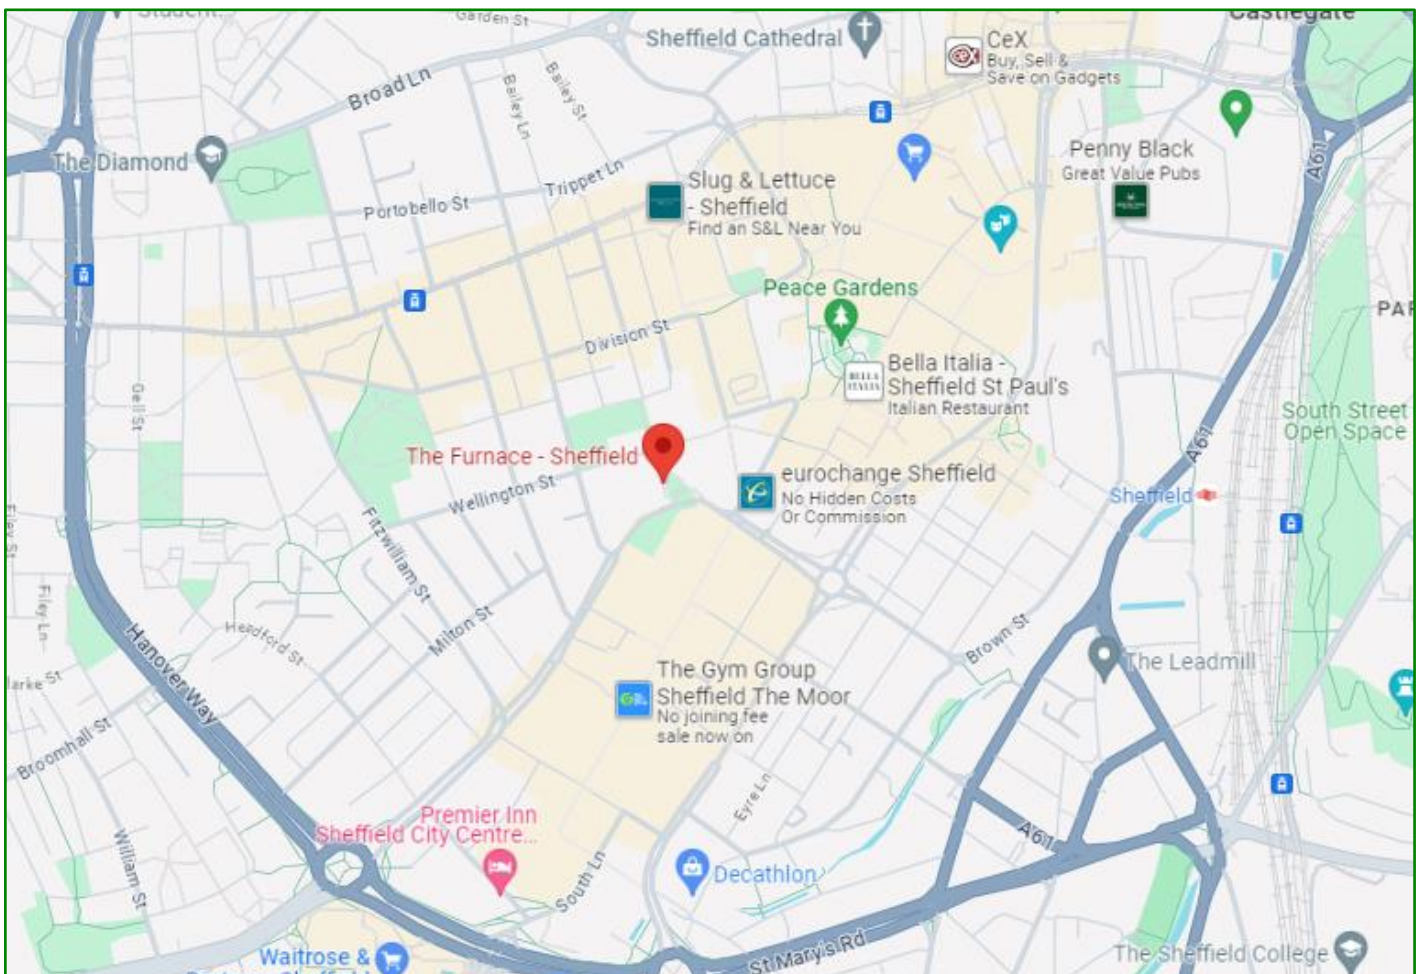 Student.
Garden St
Castlegate
Sheffield Cathedral
CeX
Buy, Sell &
Save on Gadgets
Broad Ln
Bailey Ln
Bailey St
The Diamond
Penny Black
Great Value Pubs
A61
Trippet Ln
Portobello St
Slug & Lettuce
- Sheffield
Find an S&L Near You
Peace Gardens
Division St
Bella Italia -
Sheffield St Paul's
Italian Restaurant
BELLA
ITALIA
Gell St
South Street
Open Space
A61
The Furnace - Sheffield
Wellington St
eurochange Sheffield
No Hidden Costs
Or Commission
Sheffield
Filey St
Fitzwilliam St
Filey Ln
Headford St
Milton St
Hanover Way
Brown St
The Leadmill
The Gym Group
Sheffield The Moor
No joining fee
sale now on
larke St
Broomhall St
Eyre Ln
Premier Inn
Sheffield City Centre...
A61
William St
South Ln
Decathlon
St Mary's Rd
The Sheffield College
Waitrose &